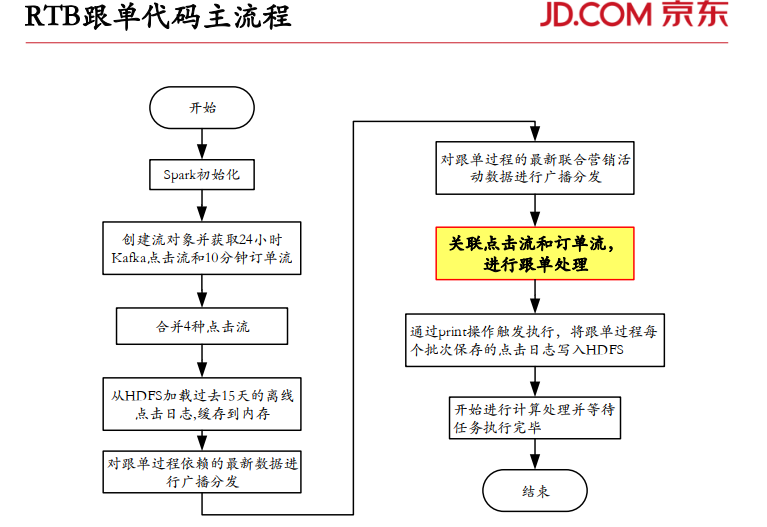 RTB跟单代码主流程
JD.COM 京东
开始
Spark初始化
创建流对象并获取24小时
Kafka点击流和10分钟订单流
合并4种点击流
从HDFS加载过去15天的离线
点击日志,缓存到内存
对跟单过程依赖的最新数据进
行广播分发
对跟单过程的最新联合营销活
动数据进行广播分发
关联点击流和订单流，
进行跟单处理
通过print操作触发执行，将跟单过程每
个批次保存的点击日志写入HDFS
开始进行计算处理并等待
任务执行完毕
结束